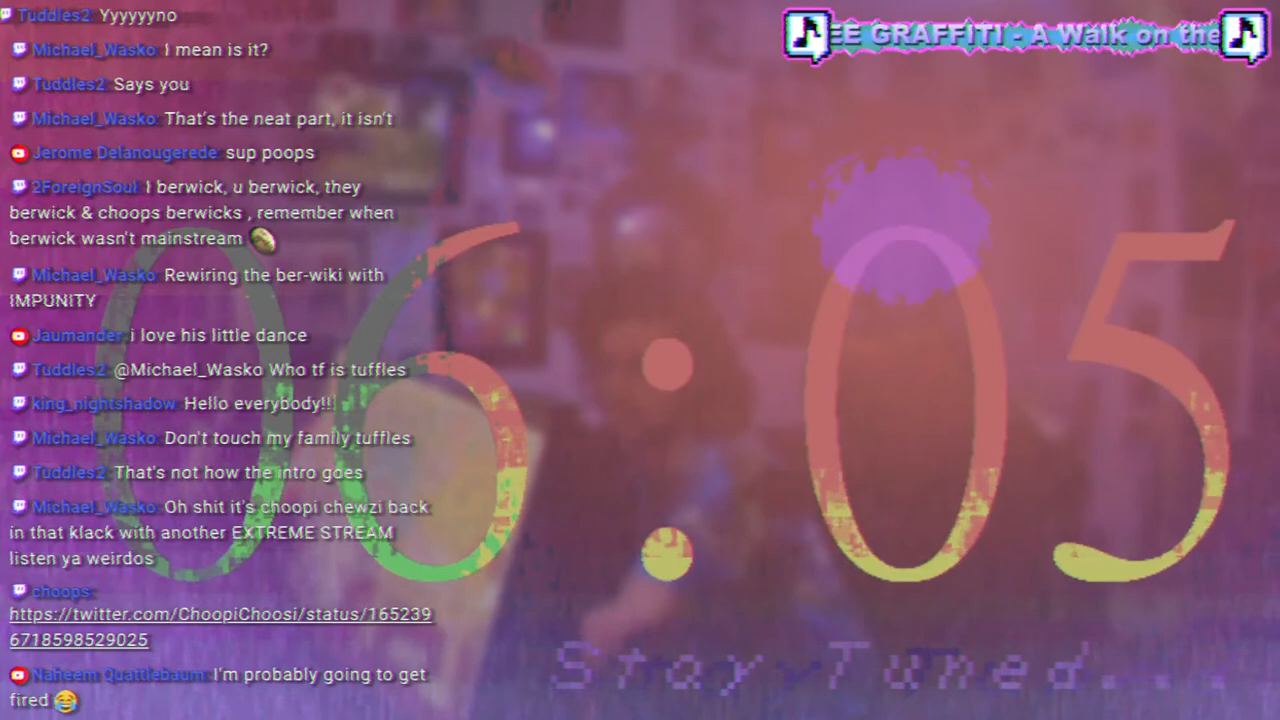 Tuddles2: Yyyyyyno
Michael_Wasko: I mean is it?
Tuddles2: Says you
Michael_Wasko: That's the neat part, it isn't
Jerome Delanougerede: sup poops
2ForeignSoul: I berwick, u berwick, they
berwick & choops berwicks , remember when
berwick wasn't mainstream
Michael_Wasko: Rewiring the ber-wiki with
IMPUNITY
Jaumander: i love his little dance
Tuddles2: @Michael_Wasko Who tf is tuffles
king_nightshadow: Hello everybody!!
Michael_Wasko: Don't touch my family tuffles
Tuddles2: That's not how the intro goes
Michael_Wasko: Oh shit it's choopi chewzi back
in that klack with another EXTREME STREAM
listen ya weirdos
choops:
https://twitter.com/ChoopiChoosi/status/165239
6718598529025
Naheem Quattlebaum: I'm probably going to get
fired
EE GRAFFITI - A Walk on the
06:05
Stay Tuned...